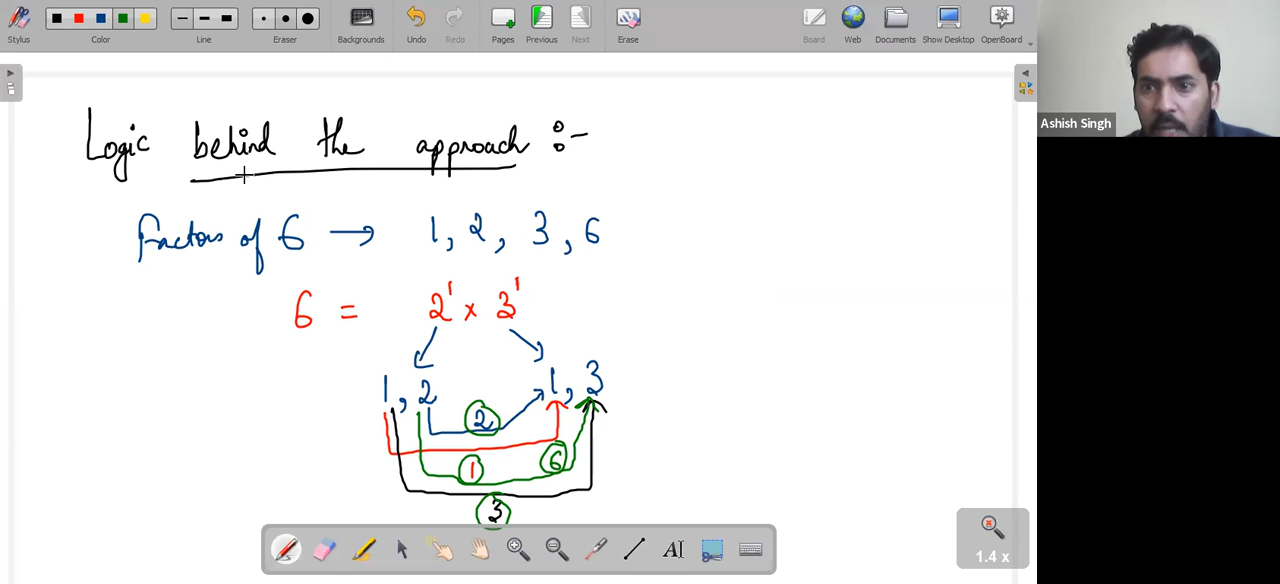 Stylus Color Line Eraser Backgrounds Undo Redo Pages Previous Next Erase Board Web Documents Show Desktop OpenBoard
Ashish Singh
Logic behind the approach :-
Factors of 6 → 1, 2, 3, 6
6 = 2¹ x 3¹
1, 2 1, 3
2
1 6
3
1.4 x